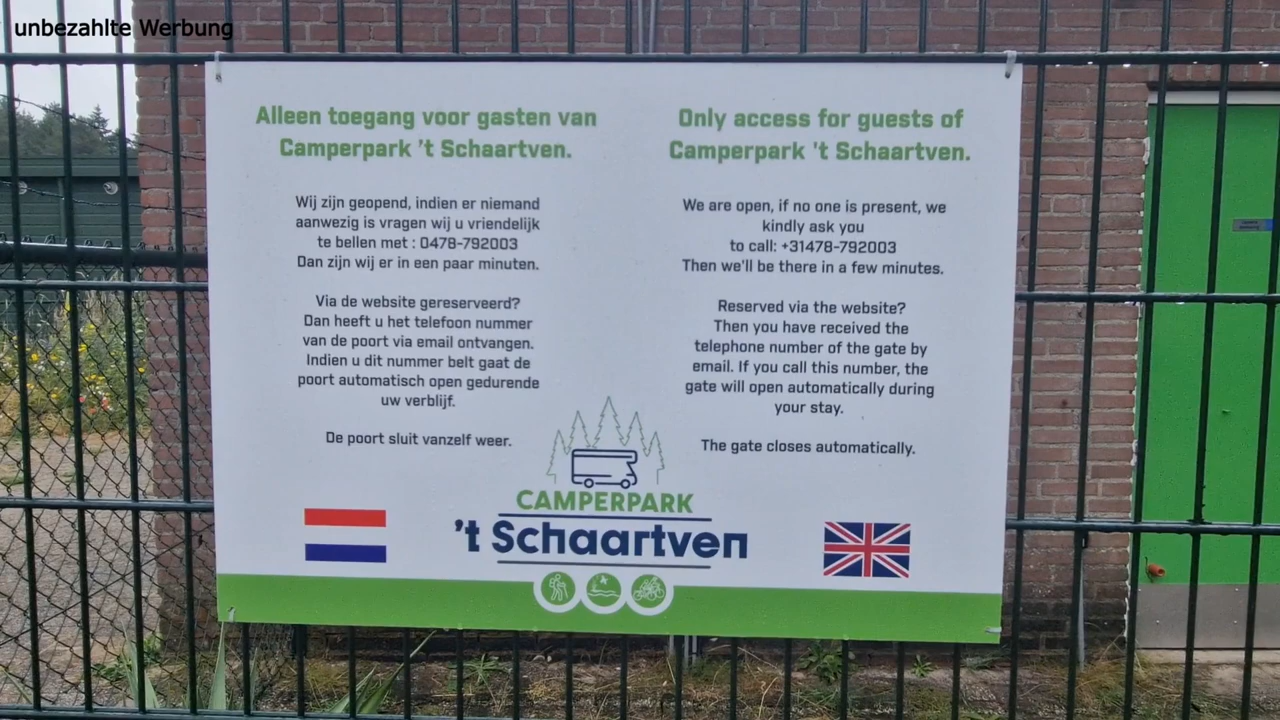 unbezahlte Werbung
Alleen toegang voor gasten van
Camperpark 't Schaartven.
Wij zijn geopend, indien er niemand
aanwezig is vragen wij u vriendelijk
te bellen met : 0478-792003
Dan zijn wij er in een paar minuten.
Via de website gereserveerd?
Dan heeft u het telefoon nummer
van de poort via email ontvangen.
Indien u dit nummer belt gaat de
poort automatisch open gedurende
uw verblijf.
De poort sluit vanzelf weer.
Only access for guests of
Camperpark 't Schaartven.
We are open, if no one is present, we
kindly ask you
to call: +31478-792003
Then we'll be there in a few minutes.
Reserved via the website?
Then you have received the
telephone number of the gate by
email. If you call this number, the
gate will open automatically during
your stay.
The gate closes automatically.
CAMPERPARK
't Schaartven